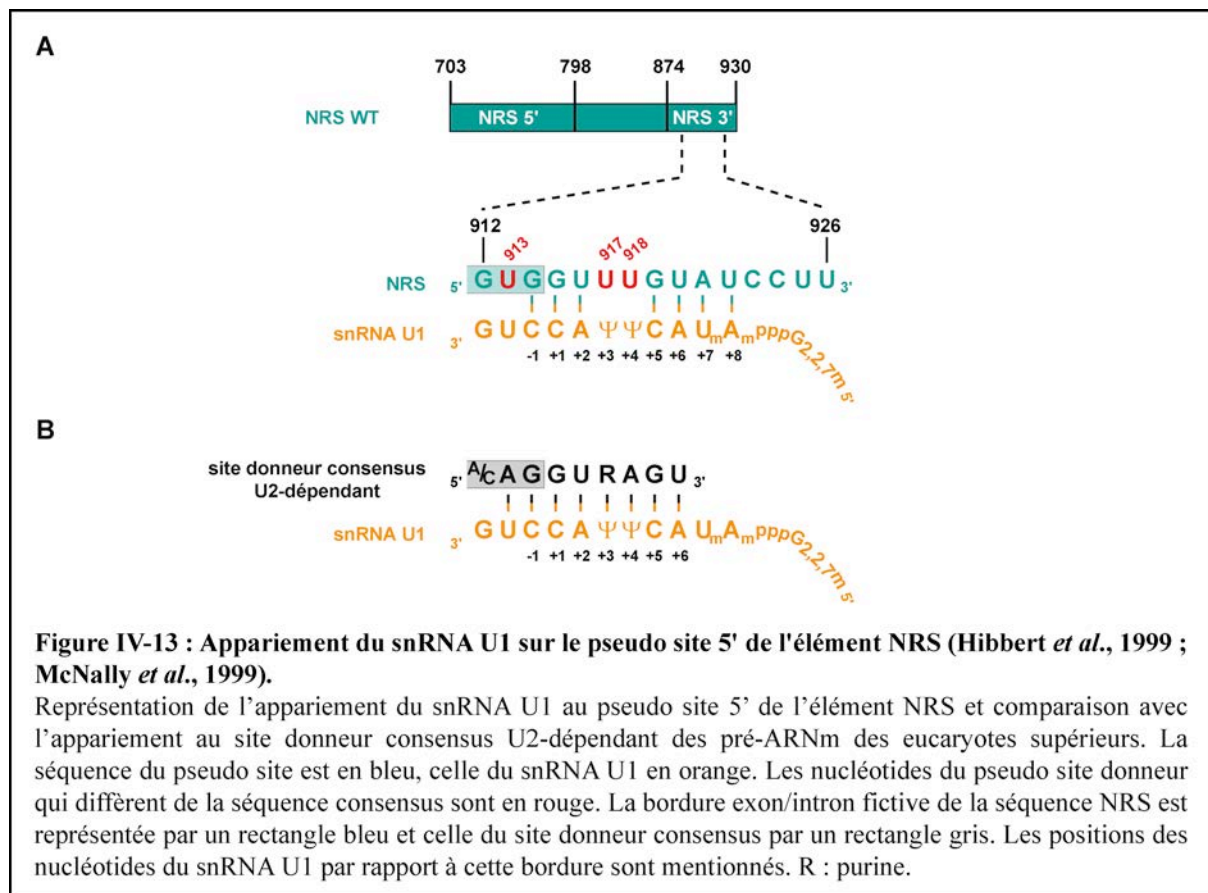 A
703 798 874 930
NRS WT NRS 5' NRS 3'
912 913 917 918 926
NRS 5' G U G G U U U G U A U C C U U 3'
snRNA U1 3' G U C C A Ψ Ψ C A Um Am pppG2,2,7m 5'
-1 +1 +2 +3 +4 +5 +6 +7 +8
B
site donneur consensus
U2-dépendant
5' A/C A G G U R A G U 3'
snRNA U1 3' G U C C A Ψ Ψ C A Um Am pppG2,2,7m 5'
-1 +1 +2 +3 +4 +5 +6
Figure IV-13 : Appariement du snRNA U1 sur le pseudo site 5' de l'élément NRS (Hibbert et al., 1999 ;
McNally et al., 1999).
Représentation de l’appariement du snRNA U1 au pseudo site 5’ de l’élément NRS et comparaison avec
l’appariement au site donneur consensus U2-dépendant des pré-ARNm des eucaryotes supérieurs. La
séquence du pseudo site est en bleu, celle du snRNA U1 en orange. Les nucléotides du pseudo site donneur
qui diffèrent de la séquence consensus sont en rouge. La bordure exon/intron fictive de la séquence NRS est
représentée par un rectangle bleu et celle du site donneur consensus par un rectangle gris. Les positions des
nucléotides du snRNA U1 par rapport à cette bordure sont mentionnés. R : purine.